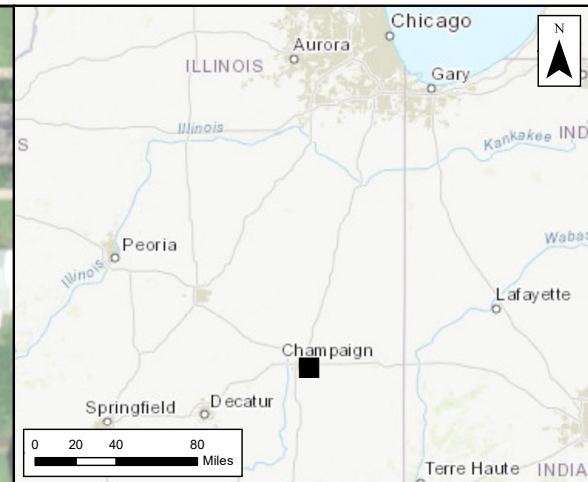 Chicago
N
Aurora
ILLINOIS
Gary
Illinois
Kankakee
IND
S
Peoria
Wabas
Illinois
Lafayette
Champaign
Springfield
Decatur
0 20 40 80
Miles
Terre Haute
INDIA